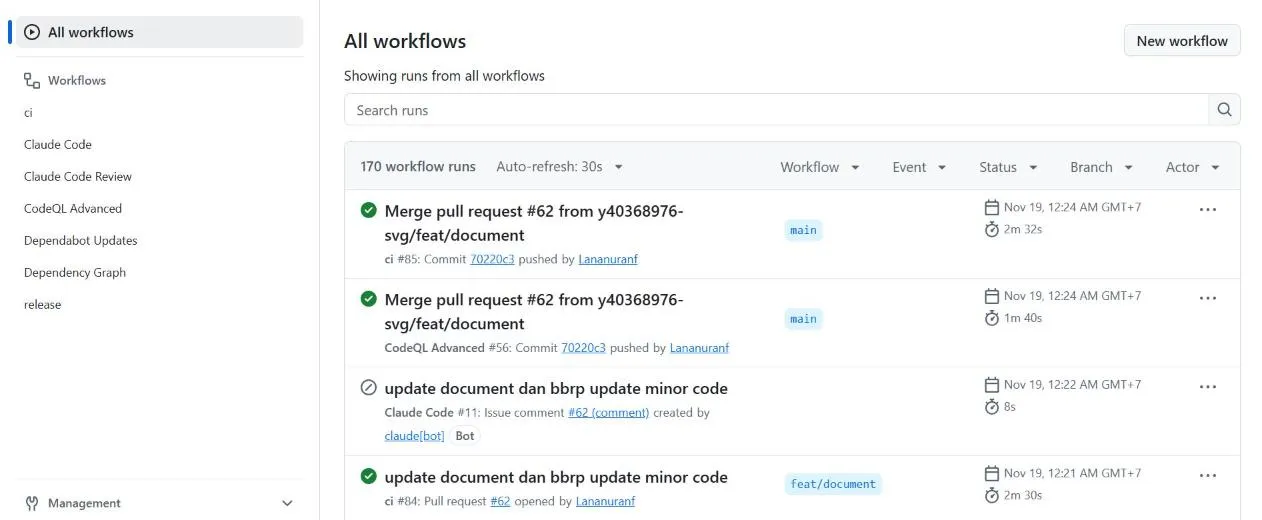 All workflows
Workflows
ci
Claude Code
Claude Code Review
CodeQL Advanced
Dependabot Updates
Dependency Graph
release
Management
All workflows
New workflow
Showing runs from all workflows
Search runs
170 workflow runs Auto-refresh: 30s Workflow Event Status Branch Actor
Merge pull request #62 from y40368976-
svg/feat/document
ci #85: Commit 70220c3 pushed by Lananuranf
main
Nov 19, 12:24 AM GMT+7
2m 32s
Merge pull request #62 from y40368976-
svg/feat/document
CodeQL Advanced #56: Commit 70220c3 pushed by Lananuranf
main
Nov 19, 12:24 AM GMT+7
1m 40s
update document dan bbrp update minor code
Claude Code #11: Issue comment #62 (comment) created by
claude[bot] Bot
Nov 19, 12:22 AM GMT+7
8s
update document dan bbrp update minor code
ci #84: Pull request #62 opened by Lananuranf
feat/document
Nov 19, 12:21 AM GMT+7
2m 30s